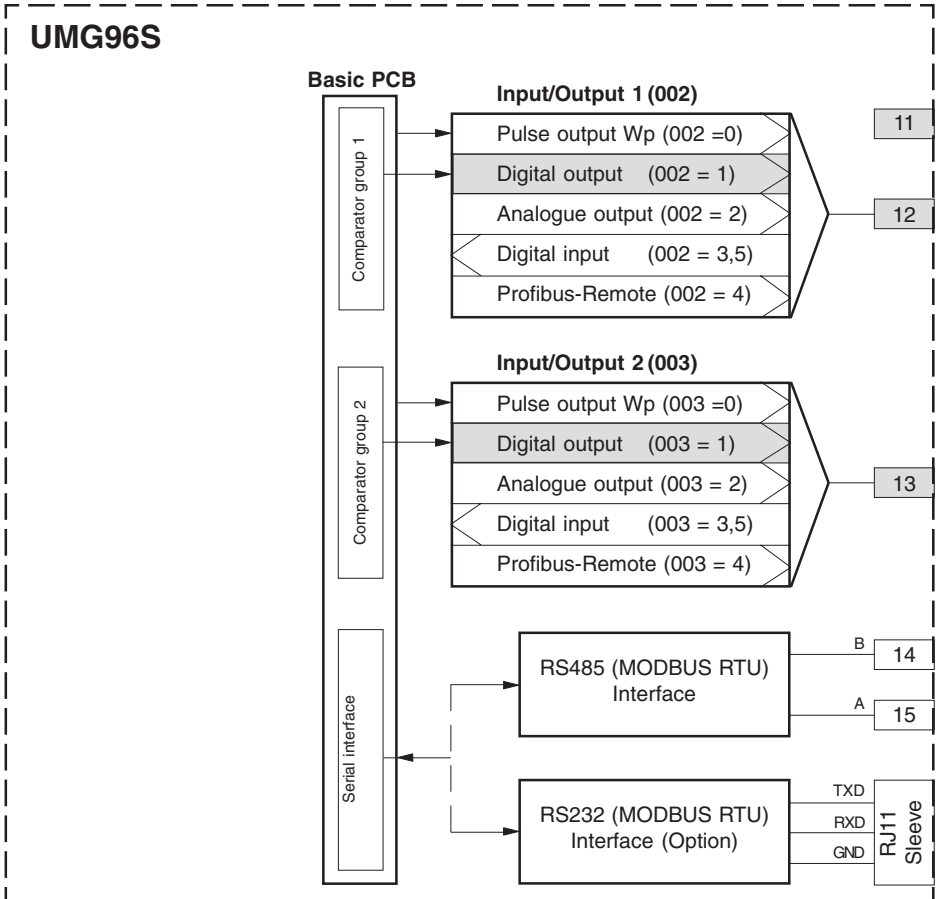 UMG96S
Basic PCB
Comparator group 1
Input/Output 1 (002)
Pulse output Wp (002 =0)
Digital output (002 = 1)
Analogue output (002 = 2)
Digital input (002 = 3,5)
Profibus-Remote (002 = 4)
11
12
Comparator group 2
Input/Output 2 (003)
Pulse output Wp (003 =0)
Digital output (003 = 1)
Analogue output (003 = 2)
Digital input (003 = 3,5)
Profibus-Remote (003 = 4)
13
Serial interface
RS485 (MODBUS RTU)
Interface
B
14
A
15
RS232 (MODBUS RTU)
Interface (Option)
TXD
RXD
GND
RJ11
Sleeve